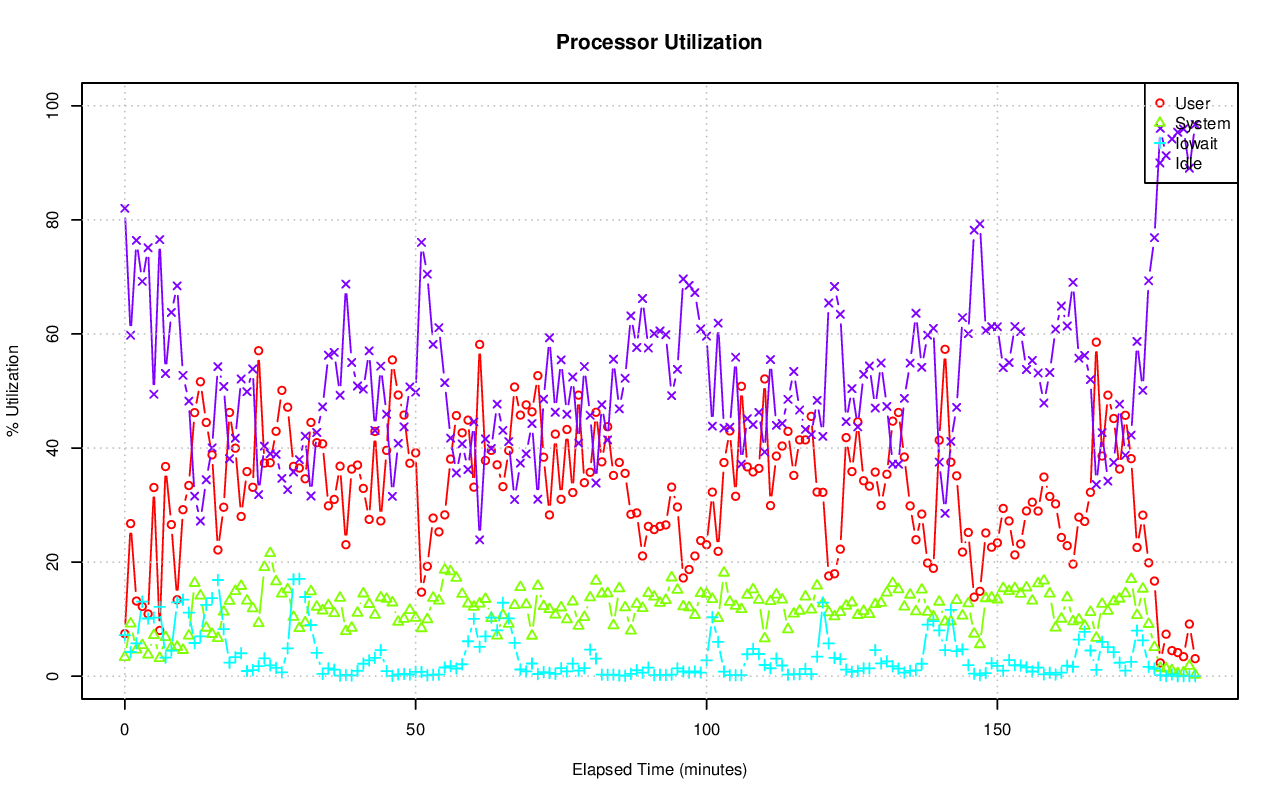 Processor Utilization
% Utilization
100
80
60
40
20
0
User
System
Iowait
Idle
0 50 100 150
Elapsed Time (minutes)